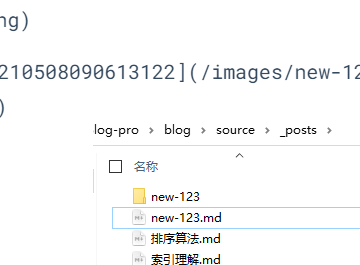 ng)
210508090613122](/images/new-12
)
log-pro > blog > source > _posts >
名称
new-123
new-123.md
排序算法.md
索引理解.md